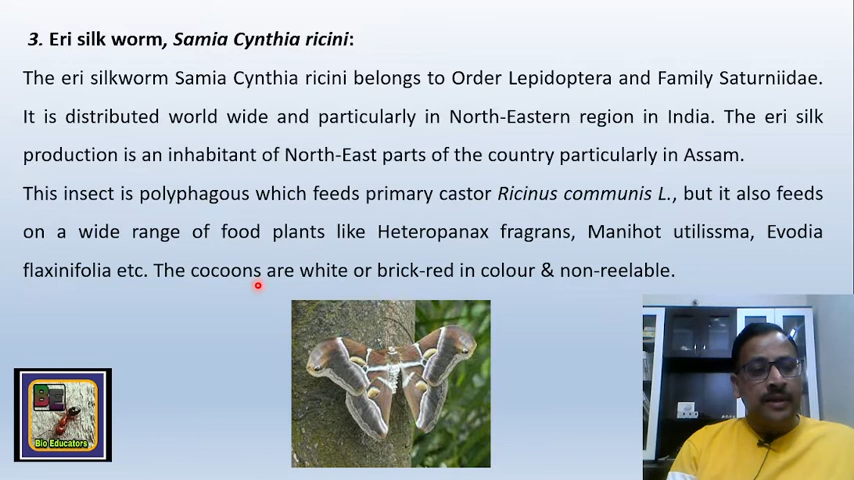 3. Eri silk worm, Samia Cynthia ricini:
The eri silkworm Samia Cynthia ricini belongs to Order Lepidoptera and Family Saturniidae.
It is distributed world wide and particularly in North-Eastern region in India. The eri silk
production is an inhabitant of North-East parts of the country particularly in Assam.
This insect is polyphagous which feeds primary castor Ricinus communis L., but it also feeds
on a wide range of food plants like Heteropanax fragrans, Manihot utilissma, Evodia
flaxinifolia etc. The cocoons are white or brick-red in colour & non-reelable.
BE
Bio Educators